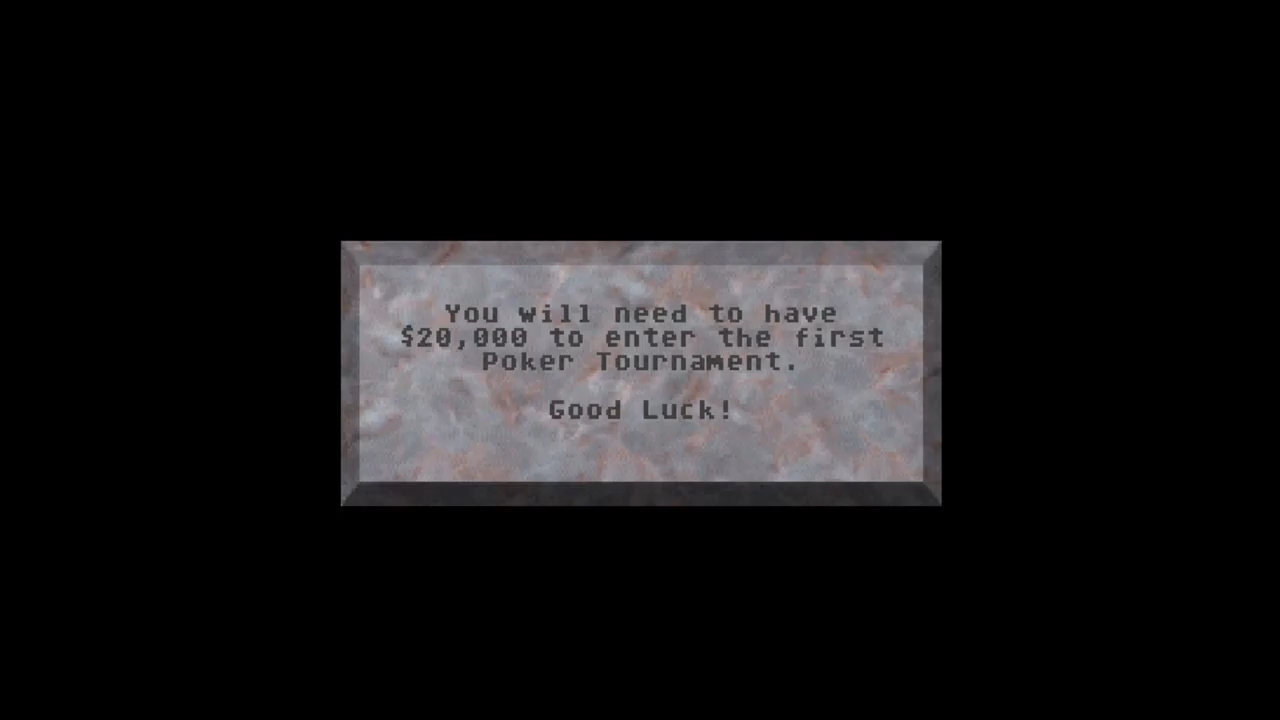 You will need to have
$20,000 to enter the first
Poker Tournament.
Good Luck!